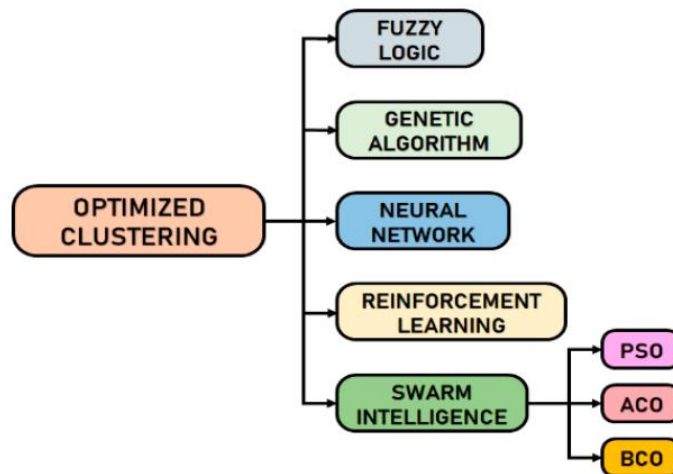 FUZZY
LOGIC
GENETIC
ALGORITHM
OPTIMIZED
CLUSTERING
NEURAL
NETWORK
REINFORCEMENT
LEARNING
SWARM
INTELLIGENCE
PSO
ACO
BCO